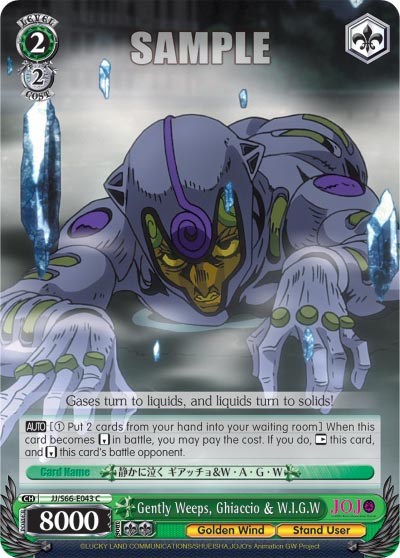 LEVEL
2
2
COST
SAMPLE
Gases turn to liquids, and liquids turn to solids!
AUTO [① Put 2 cards from your hand into your waiting room] When this
card becomes in battle, you may pay the cost. If you do, this card,
and this card's battle opponent.
Card Name 静かに泣く ギアッチョ&W・A・G・W
CH JJ/S66-E043 C
Gently Weeps, Ghiaccio & W.I.G.W
JOJO
POWER 8000 SOUL
Golden Wind Stand User
©LUCKY LAND COMMUNICATIONS/SHUEISHA,JOJO's Animation GW Project